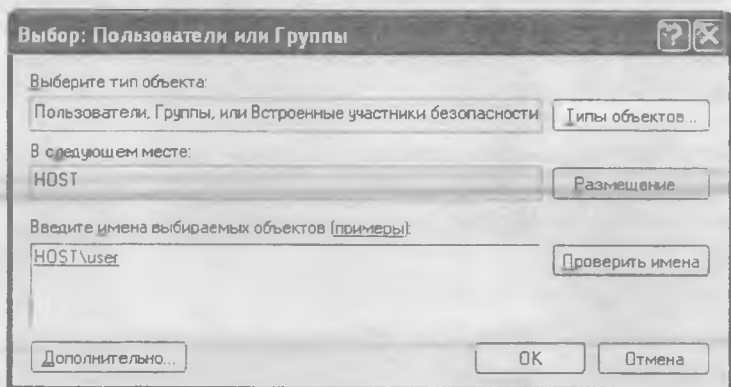 Выбор: Пользователи или Группы
Выберите тип объекта:
Пользователи, Группы, или Встроенные участники безопасности
Типы объектов...
В следующем месте:
HOST
Размещение
Введите имена выбираемых объектов (примеры):
HOST\user
Проверить имена
Дополнительно...
OK
Отмена